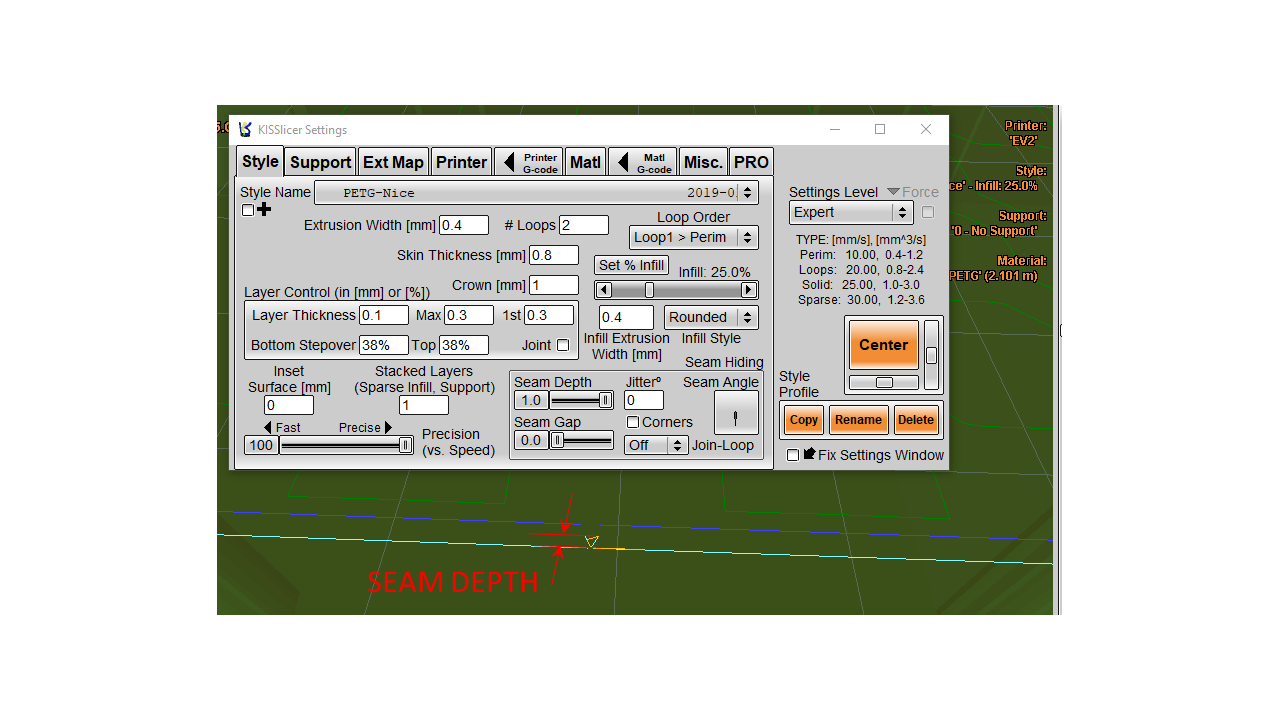 KISSlicer Settings
Style Support Ext Map Printer Printer G-code Matl Matl G-code Misc. PRO
Style Name PETG-Nice 2019-0
Extrusion Width [mm] 0.4 # Loops 2
Loop Order
Loop1 > Perim
Skin Thickness [mm] 0.8
Set % Infill Infill: 25.0%
Crown [mm] 1
Layer Control (in [mm] or [%])
Layer Thickness 0.1 Max 0.3 1st 0.3
Bottom Stepover 38% Top 38% Joint
0.4 Rounded
Infill Extrusion Width [mm] Infill Style
Inset Surface [mm]
0
Stacked Layers
(Sparse Infill, Support)
1
Fast Precise
100 Precision (vs. Speed)
Seam Hiding
Seam Depth Jitterº Seam Angle
1.0 0
Seam Gap Corners
0.0 Off Join-Loop
Settings Level Force
Expert
TYPE: [mm/s], [mm^3/s]
Perim: 10.00, 0.4-1.2
Loops: 20.00, 0.8-2.4
Solid: 25.00, 1.0-3.0
Sparse: 30.00, 1.2-3.6
Center
Style Profile
Copy Rename Delete
Fix Settings Window
Printer:
'EV2'
Style:
ce' - Infill: 25.0%
Support:
'0 - No Support'
Material:
PETG' (2.101 m)
SEAM DEPTH